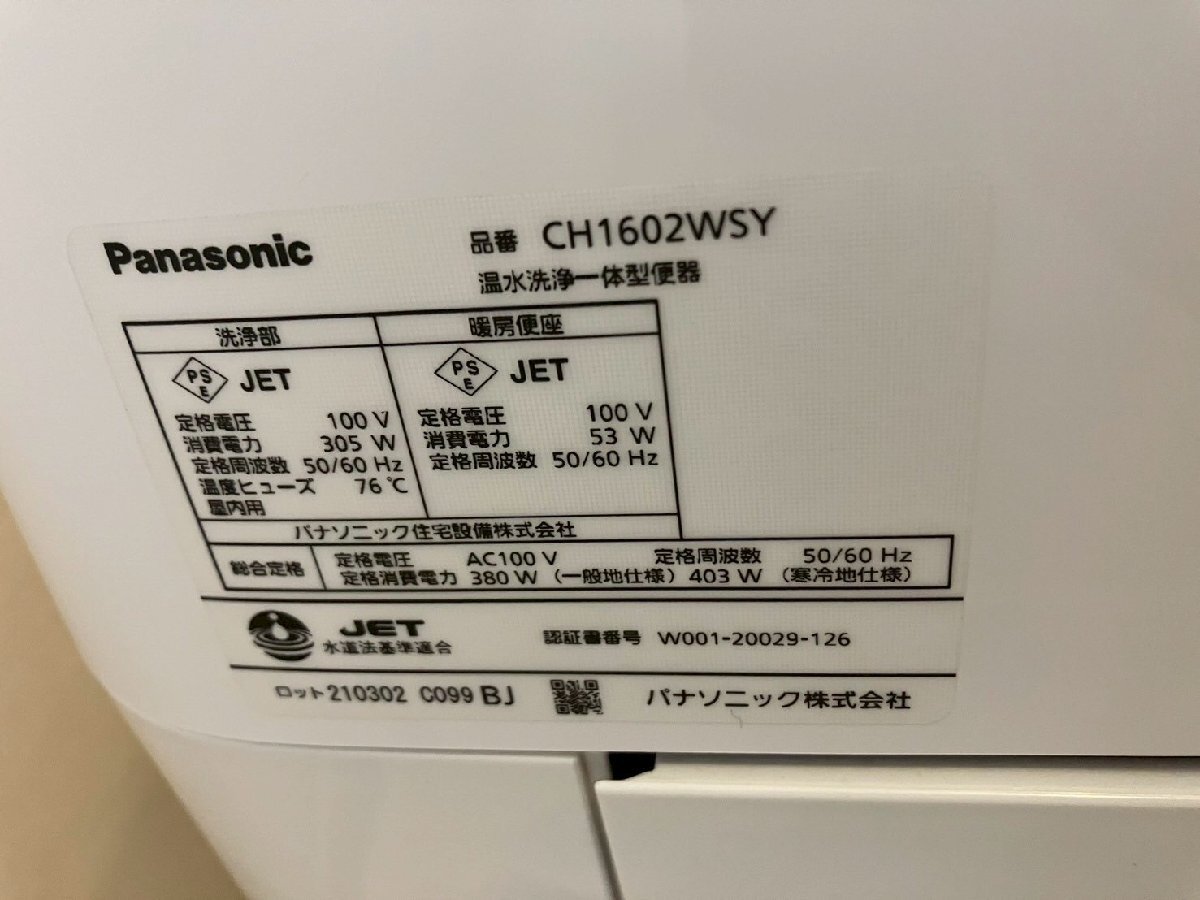 Panasonic
品番 CH1602WSY
温水洗浄一体型便器
洗浄部
PS E JET
定格電圧 100 V
消費電力 305 W
定格周波数 50/60 Hz
温度ヒューズ 76℃
屋内用
暖房便座
PS E JET
定格電圧 100 V
消費電力 53 W
定格周波数 50/60 Hz
パナソニック住宅設備株式会社
総合定格
定格電圧 AC100 V 定格周波数 50/60 Hz
定格消費電力 380 W (一般地仕様) 403 W (寒冷地仕様)
JET
水道法基準適合
認証書番号 W001-20029-126
ロット210302 C099 BJ
パナソニック株式会社